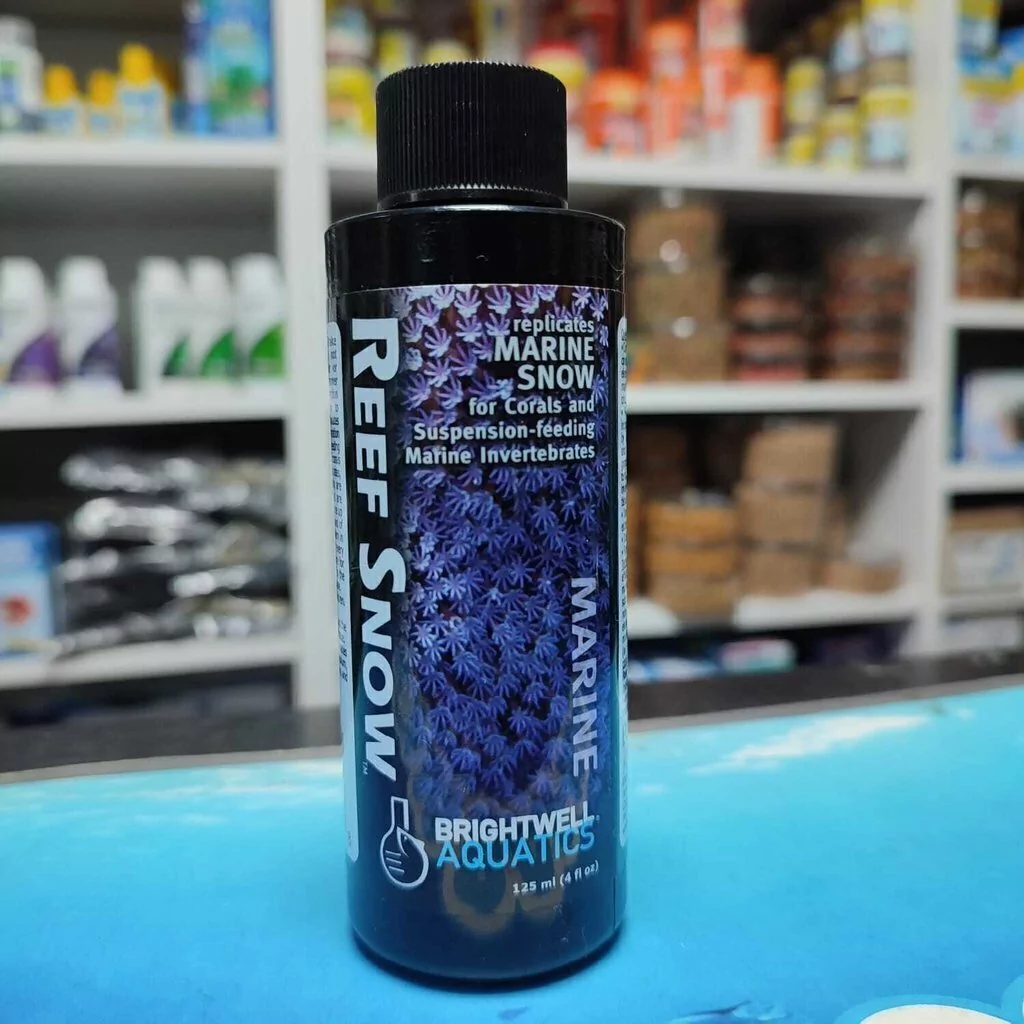 REEF SNOW™
replicates
MARINE
SNOW
for Corals and
Suspension-feeding
Marine Invertebrates
MARINE
BRIGHTWELL®
AQUATICS
125 ml (4 fl oz)